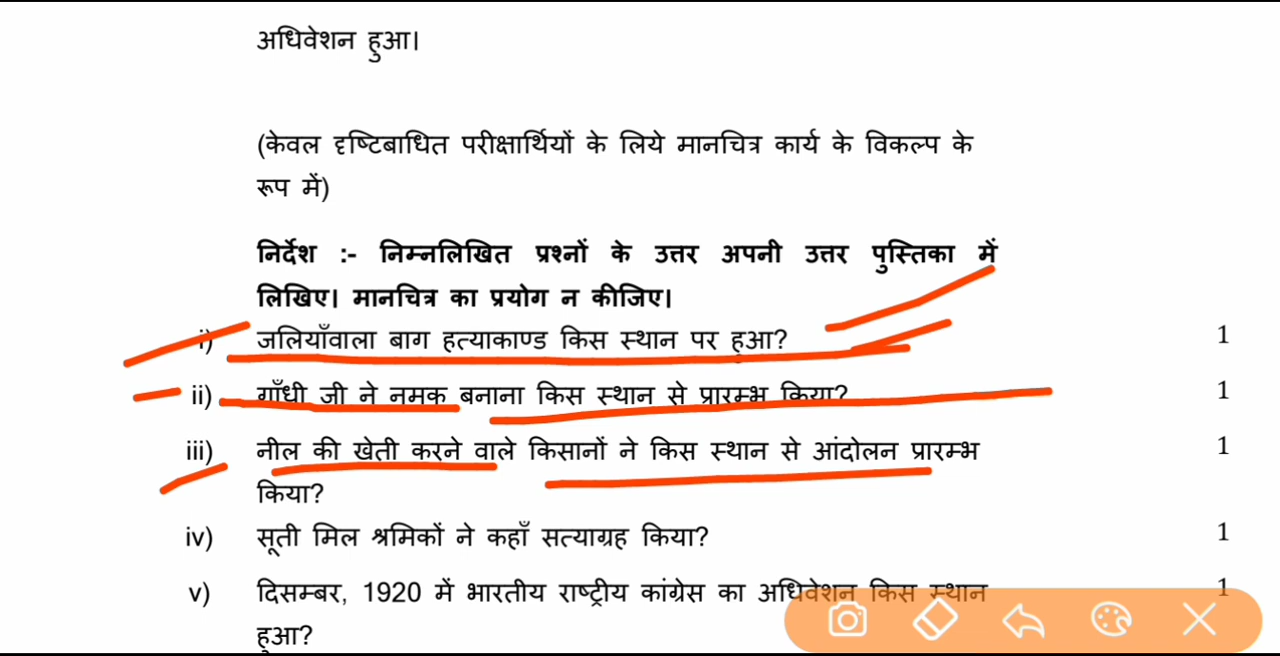 अधिवेशन हुआ।
(केवल दृष्टिबाधित परीक्षार्थियों के लिये मानचित्र कार्य के विकल्प के
रूप में)
निर्देश :- निम्नलिखित प्रश्नों के उत्तर अपनी उत्तर पुस्तिका में
लिखिए। मानचित्र का प्रयोग न कीजिए।
i) जलियाँवाला बाग हत्याकाण्ड किस स्थान पर हुआ? 1
ii) गाँधी जी ने नमक बनाना किस स्थान से प्रारम्भ किया? 1
iii) नील की खेती करने वाले किसानों ने किस स्थान से आंदोलन प्रारम्भ 1
किया?
iv) सूती मिल श्रमिकों ने कहाँ सत्याग्रह किया? 1
v) दिसम्बर, 1920 में भारतीय राष्ट्रीय कांग्रेस का अधिवेशन किस स्थान 1
हुआ?